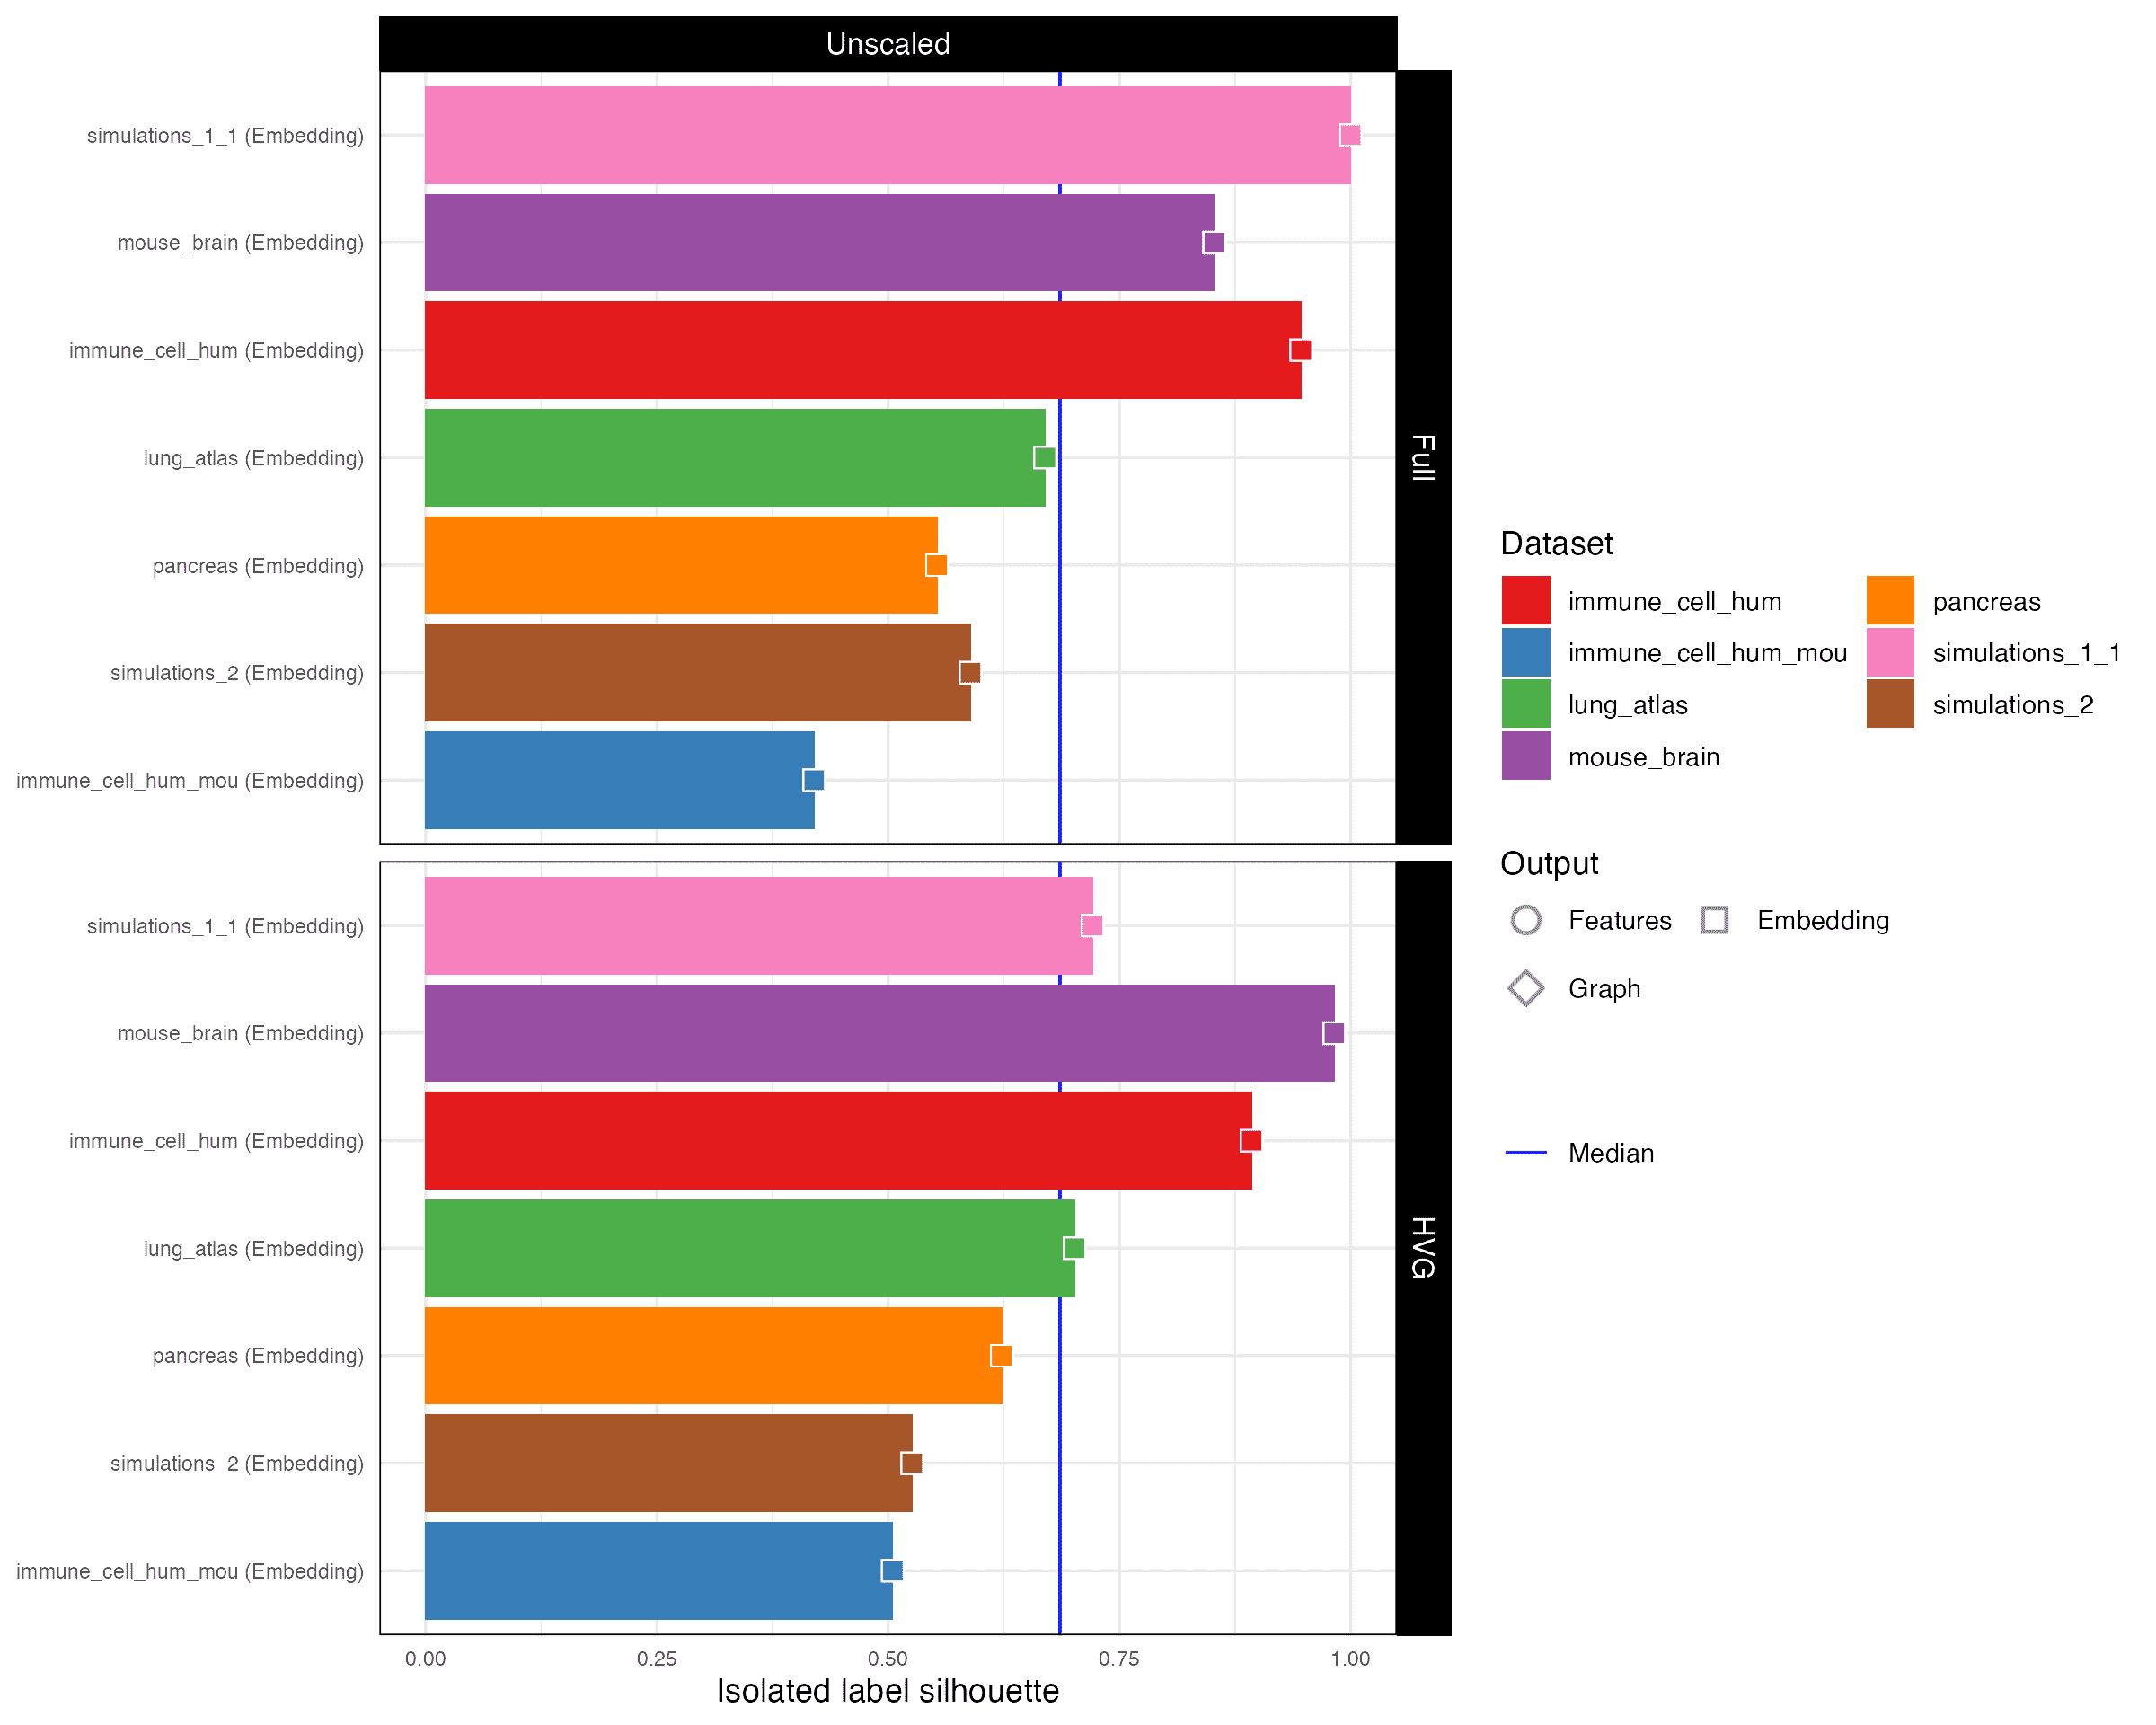 Unscaled
simulations_1_1 (Embedding)
mouse_brain (Embedding)
immune_cell_hum (Embedding)
lung_atlas (Embedding)
pancreas (Embedding)
simulations_2 (Embedding)
immune_cell_hum_mou (Embedding)
Full
simulations_1_1 (Embedding)
mouse_brain (Embedding)
immune_cell_hum (Embedding)
lung_atlas (Embedding)
pancreas (Embedding)
simulations_2 (Embedding)
immune_cell_hum_mou (Embedding)
HVG
0.00 0.25 0.50 0.75 1.00
Isolated label silhouette
Dataset
immune_cell_hum
immune_cell_hum_mou
lung_atlas
mouse_brain
pancreas
simulations_1_1
simulations_2
Output
Features
Embedding
Graph
Median